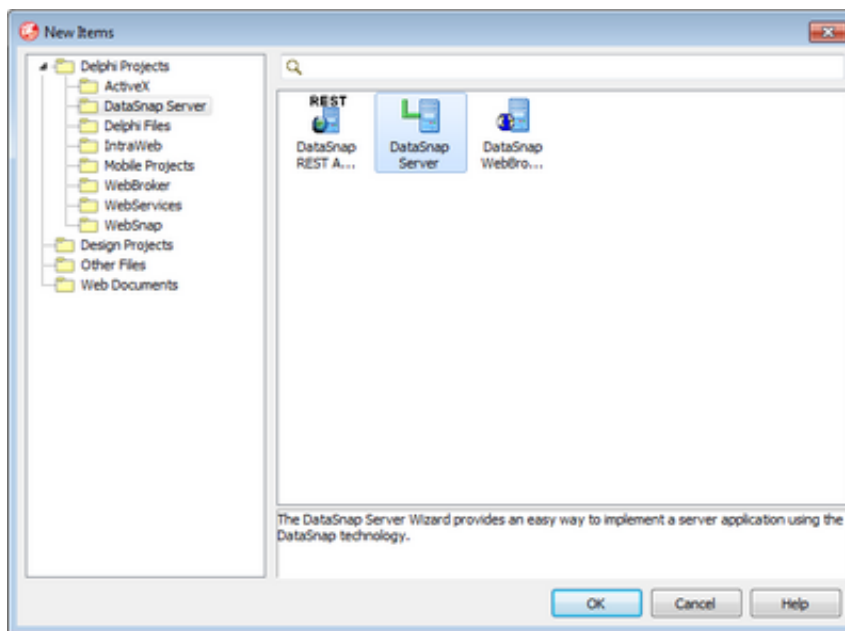 New Items
Delphi Projects
ActiveX
DataSnap Server
Delphi Files
IntraWeb
Mobile Projects
WebBroker
WebServices
WebSnap
Design Projects
Other Files
Web Documents
REST
DataSnap
REST A...
DataSnap
Server
DataSnap
WebBro...
The DataSnap Server Wizard provides an easy way to implement a server application using the
DataSnap technology.
OK
Cancel
Help